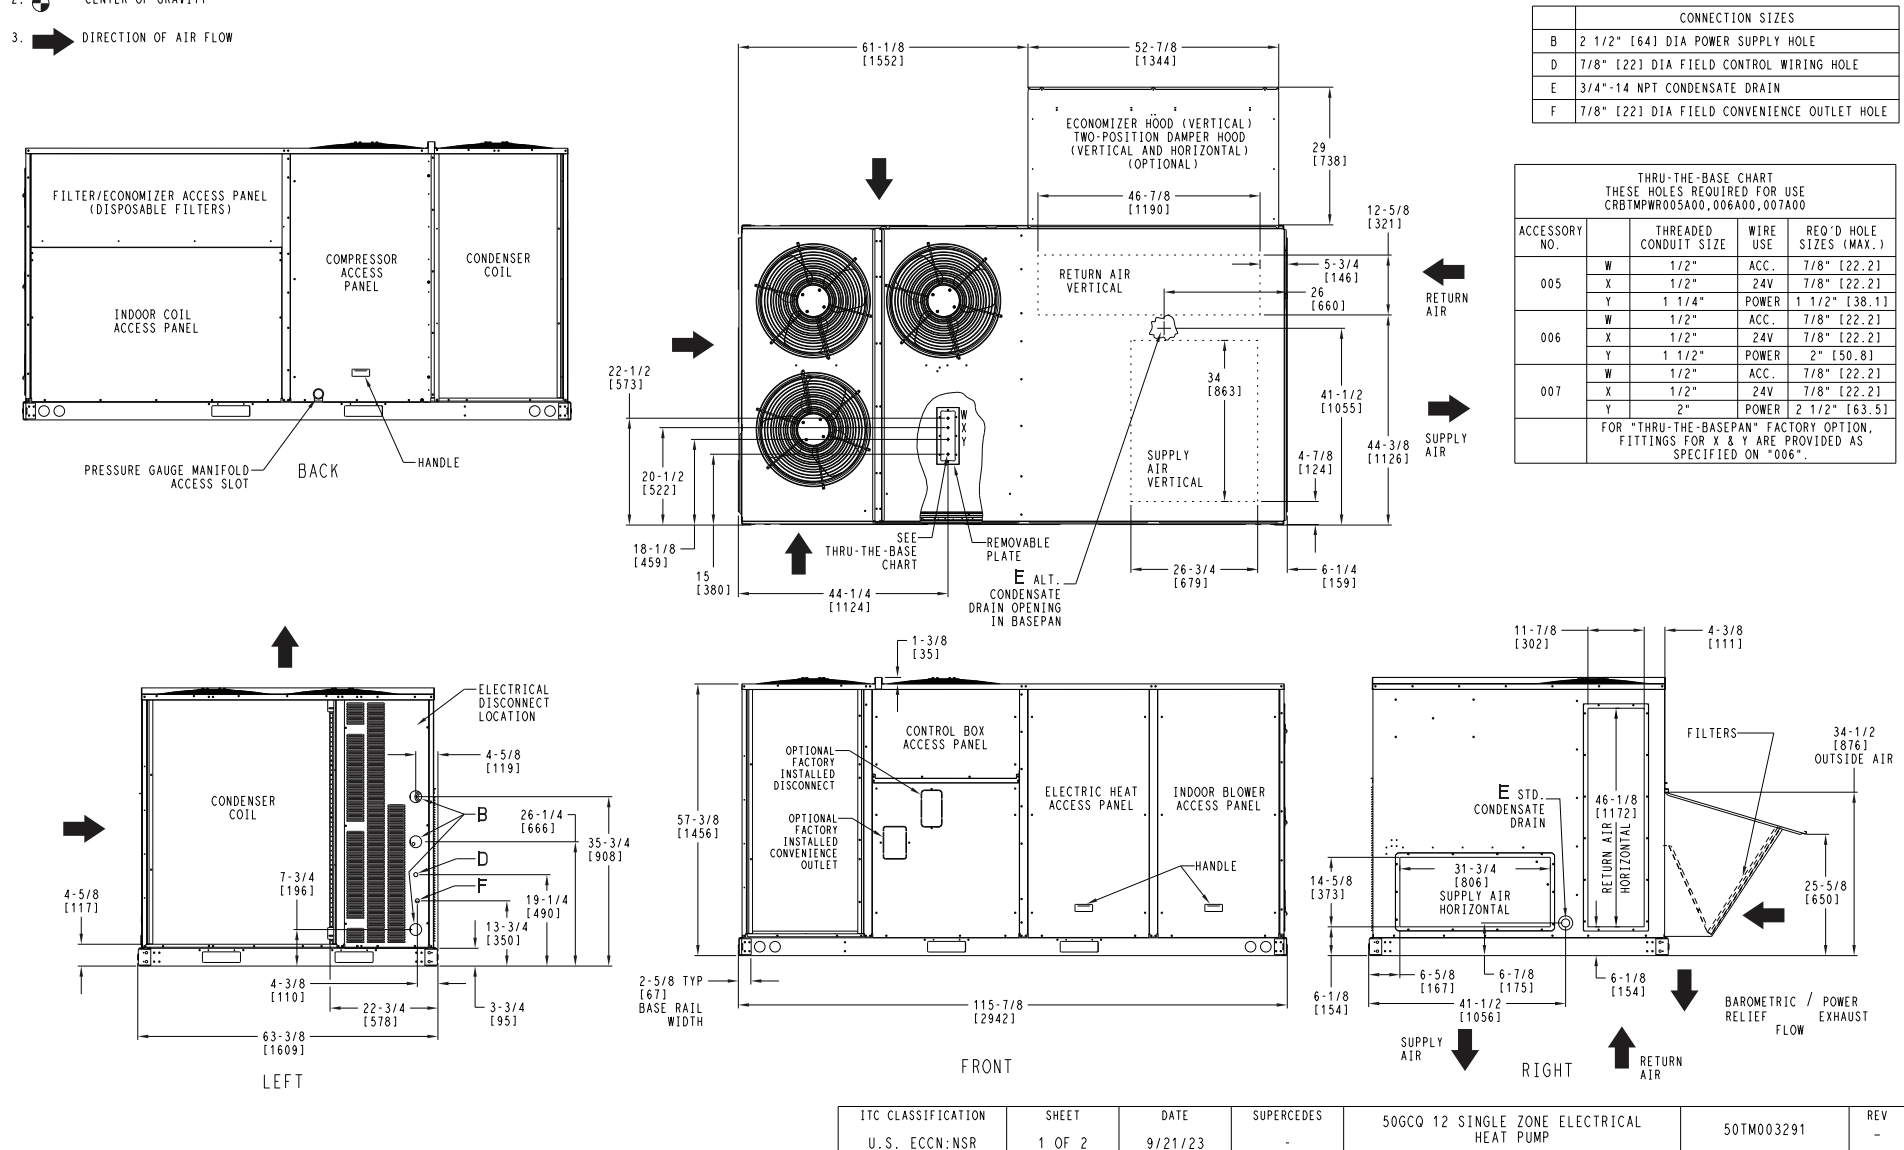 2.
CENTER OF GRAVITY
3.
DIRECTION OF AIR FLOW
CONNECTION SIZES
B 2 1/2" [64] DIA POWER SUPPLY HOLE
D 7/8" [22] DIA FIELD CONTROL WIRING HOLE
E 3/4"-14 NPT CONDENSATE DRAIN
F 7/8" [22] DIA FIELD CONVENIENCE OUTLET HOLE
THRU-THE-BASE CHART
THESE HOLES REQUIRED FOR USE
CRBTMPWR005A00,006A00,007A00
ACCESSORY NO. THREADED CONDUIT SIZE WIRE USE REQ'D HOLE SIZES (MAX.)
005
W 1/2" ACC. 7/8" [22.2]
X 1/2" 24V 7/8" [22.2]
Y 1 1/4" POWER 1 1/2" [38.1]
006
W 1/2" ACC. 7/8" [22.2]
X 1/2" 24V 7/8" [22.2]
Y 1 1/2" POWER 2" [50.8]
007
W 1/2" ACC. 7/8" [22.2]
X 1/2" 24V 7/8" [22.2]
Y 2" POWER 2 1/2" [63.5]
FOR "THRU-THE-BASEPAN" FACTORY OPTION,
FITTINGS FOR X & Y ARE PROVIDED AS
SPECIFIED ON "006".
FILTER/ECONOMIZER ACCESS PANEL
(DISPOSABLE FILTERS)
INDOOR COIL
ACCESS PANEL
COMPRESSOR
ACCESS
PANEL
CONDENSER
COIL
PRESSURE GAUGE MANIFOLD
ACCESS SLOT
BACK
HANDLE
61-1/8
[1552]
52-7/8
[1344]
ECONOMIZER HOOD (VERTICAL)
TWO-POSITION DAMPER HOOD
(VERTICAL AND HORIZONTAL)
(OPTIONAL)
29
[738]
46-7/8
[1190]
12-5/8
[321]
RETURN AIR
VERTICAL
5-3/4
[146]
26
[660]
RETURN
AIR
22-1/2
[573]
34
[863]
41-1/2
[1055]
SUPPLY
AIR
44-3/8
[1126]
W
X
Y
SUPPLY
AIR
VERTICAL
4-7/8
[124]
20-1/2
[522]
18-1/8
[459]
15
[380]
SEE
THRU-THE-BASE
CHART
REMOVABLE
PLATE
44-1/4
[1124]
E ALT.
CONDENSATE
DRAIN OPENING
IN BASEPAN
26-3/4
[679]
6-1/4
[159]
ELECTRICAL
DISCONNECT
LOCATION
4-5/8
[119]
CONDENSER
COIL
B
26-1/4
[666]
35-3/4
[908]
D
7-3/4
[196]
F
19-1/4
[490]
4-5/8
[117]
13-3/4
[350]
4-3/8
[110]
22-3/4
[578]
3-3/4
[95]
63-3/8
[1609]
LEFT
1-3/8
[35]
CONTROL BOX
ACCESS PANEL
OPTIONAL
FACTORY
INSTALLED
DISCONNECT
ELECTRIC HEAT
ACCESS PANEL
INDOOR BLOWER
ACCESS PANEL
57-3/8
[1456]
OPTIONAL
FACTORY
INSTALLED
CONVENIENCE
OUTLET
HANDLE
2-5/8 TYP
[67]
BASE RAIL
WIDTH
115-7/8
[2942]
FRONT
11-7/8
[302]
4-3/8
[111]
FILTERS
34-1/2
[876]
OUTSIDE AIR
E STD.
CONDENSATE
DRAIN
46-1/8
[1172]
RETURN AIR
HORIZONTAL
14-5/8
[373]
31-3/4
[806]
SUPPLY AIR
HORIZONTAL
25-5/8
[650]
6-1/8
[154]
6-5/8
[167]
6-7/8
[175]
6-1/8
[154]
41-1/2
[1056]
BAROMETRIC / POWER
RELIEF EXHAUST
FLOW
SUPPLY
AIR
RIGHT
RETURN
AIR
ITC CLASSIFICATION
U.S. ECCN:NSR
SHEET
1 OF 2
DATE
9/21/23
SUPERCEDES
-
50GCQ 12 SINGLE ZONE ELECTRICAL
HEAT PUMP
50TM003291
REV
-